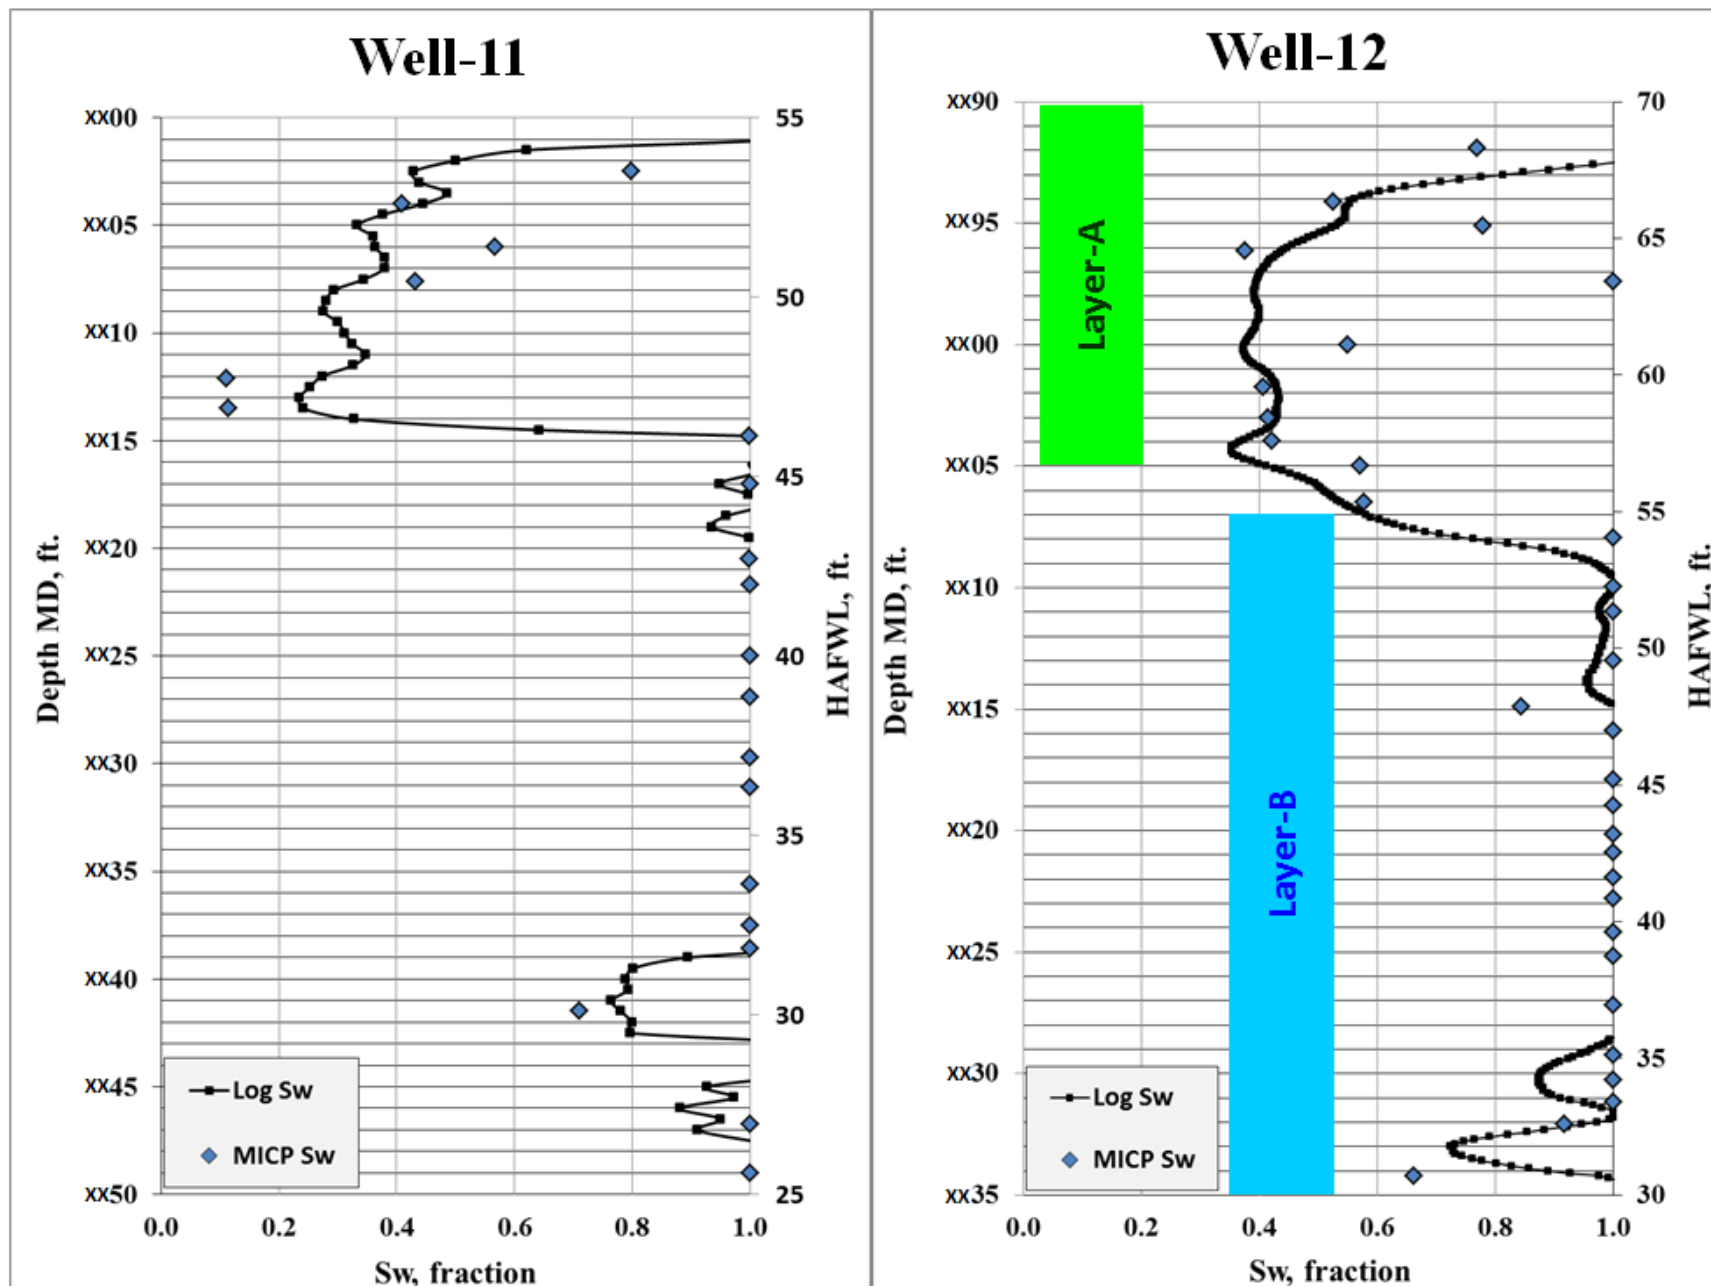 Well-11
XX00
XX05
XX10
XX15
XX20
XX25
XX30
XX35
XX40
XX45
XX50
Depth MD, ft.
55
50
45
40
35
30
25
HAFWL, ft.
Log Sw
MICP Sw
0.0 0.2 0.4 0.6 0.8 1.0
Sw, fraction
Well-12
XX90
XX95
XX00
XX05
XX10
XX15
XX20
XX25
XX30
XX35
Depth MD, ft.
Layer-A
Layer-B
70
65
60
55
50
45
40
35
30
HAFWL, ft.
Log Sw
MICP Sw
0.0 0.2 0.4 0.6 0.8 1.0
Sw, fraction